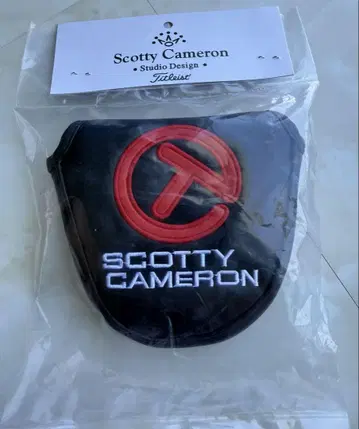 Scotty Cameron
• Studio Design •
Titleist
SCOTTY
CAMERON